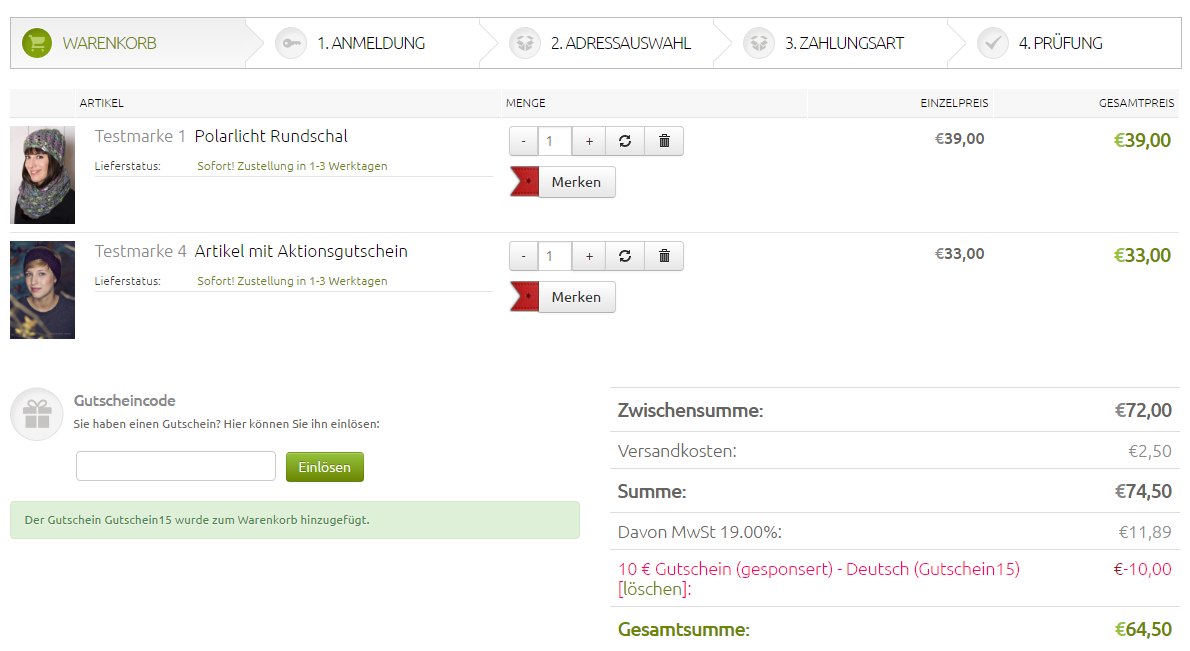 WARENKORB
1. ANMELDUNG
2. ADRESSAUSWAHL
3. ZAHLUNGSART
4. PRÜFUNG
ARTIKEL MENGE EINZELPREIS GESAMTPREIS
Testmarke 1 Polarlicht Rundschal - 1 + €39,00 €39,00
Lieferstatus: Sofort! Zustellung in 1-3 Werktagen
Merken
Testmarke 4 Artikel mit Aktionsgutschein - 1 + €33,00 €33,00
Lieferstatus: Sofort! Zustellung in 1-3 Werktagen
Merken
Gutscheincode
Sie haben einen Gutschein? Hier können Sie ihn einlösen:
Einlösen
Der Gutschein Gutschein15 wurde zum Warenkorb hinzugefügt.
Zwischensumme: €72,00
Versandkosten: €2,50
Summe: €74,50
Davon MwSt 19.00%: €11,89
10 € Gutschein (gesponsert) - Deutsch (Gutschein15) €-10,00
[löschen]:
Gesamtsumme: €64,50